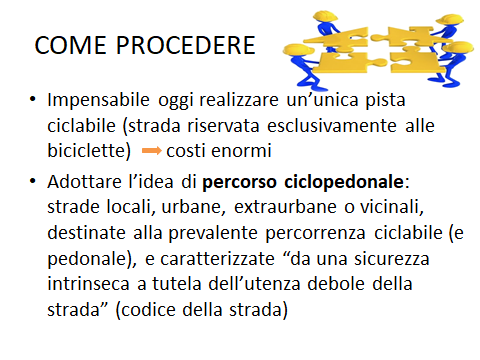 COME PROCEDERE
• Impensabile oggi realizzare un'unica pista
ciclabile (strada riservata esclusivamente alle
biciclette) ➡ costi enormi
• Adottare l'idea di percorso ciclopedonale:
strade locali, urbane, extraurbane o vicinali,
destinate alla prevalente percorrenza ciclabile (e
pedonale), e caratterizzate “da una sicurezza
intrinseca a tutela dell'utenza debole della
strada” (codice della strada)